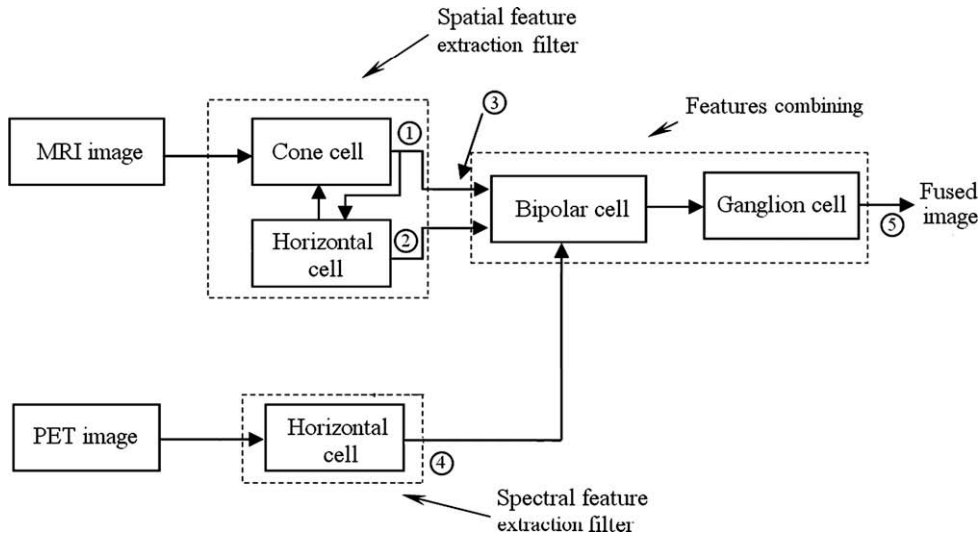 Spatial feature
extraction filter
③
Features combining
MRI image
Cone cell
①
Bipolar cell
Ganglion cell
Fused
image
⑤
Horizontal
cell
②
PET image
Horizontal
cell
④
Spectral feature
extraction filter